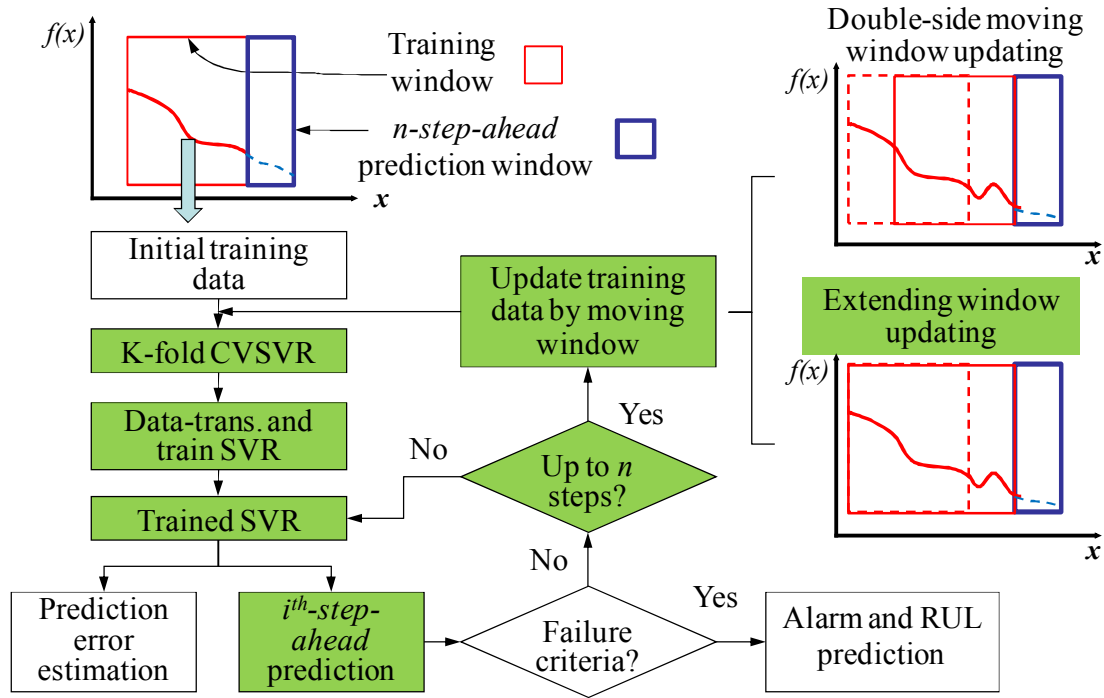 f(x)
Training
window
n-step-ahead
prediction window
x
Double-side moving
window updating
f(x)
x
Initial training
data
Update training
data by moving
window
Extending window
updating
K-fold CVSVR
f(x)
x
Data-trans. and
train SVR
Yes
No
Up to n
steps?
Trained SVR
No
Yes
Prediction
error
estimation
ith-step-
ahead
prediction
Failure
criteria?
Alarm and RUL
prediction